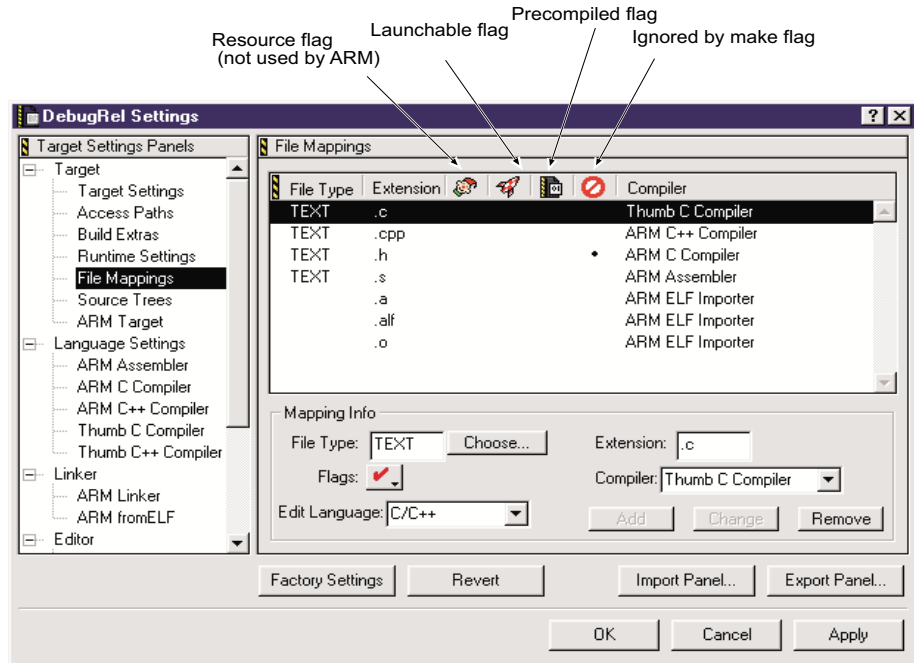 Precompiled flag
Launchable flag
Resource flag
(not used by ARM)
Ignored by make flag
DebugRel Settings
Target Settings Panels
Target
Target Settings
Access Paths
Build Extras
Runtime Settings
File Mappings
Source Trees
ARM Target
Language Settings
ARM Assembler
ARM C Compiler
ARM C++ Compiler
Thumb C Compiler
Thumb C++ Compiler
Linker
ARM Linker
ARM fromELF
Editor
File Mappings
File Type Extension Compiler
TEXT .c Thumb C Compiler
TEXT .cpp ARM C++ Compiler
TEXT .h • ARM C Compiler
TEXT .s ARM Assembler
.a ARM ELF Importer
.alf ARM ELF Importer
.o ARM ELF Importer
Mapping Info
File Type: TEXT Choose... Extension: .c
Flags: Compiler: Thumb C Compiler
Edit Language: C/C++ Add Change Remove
Factory Settings Revert Import Panel... Export Panel...
OK Cancel Apply